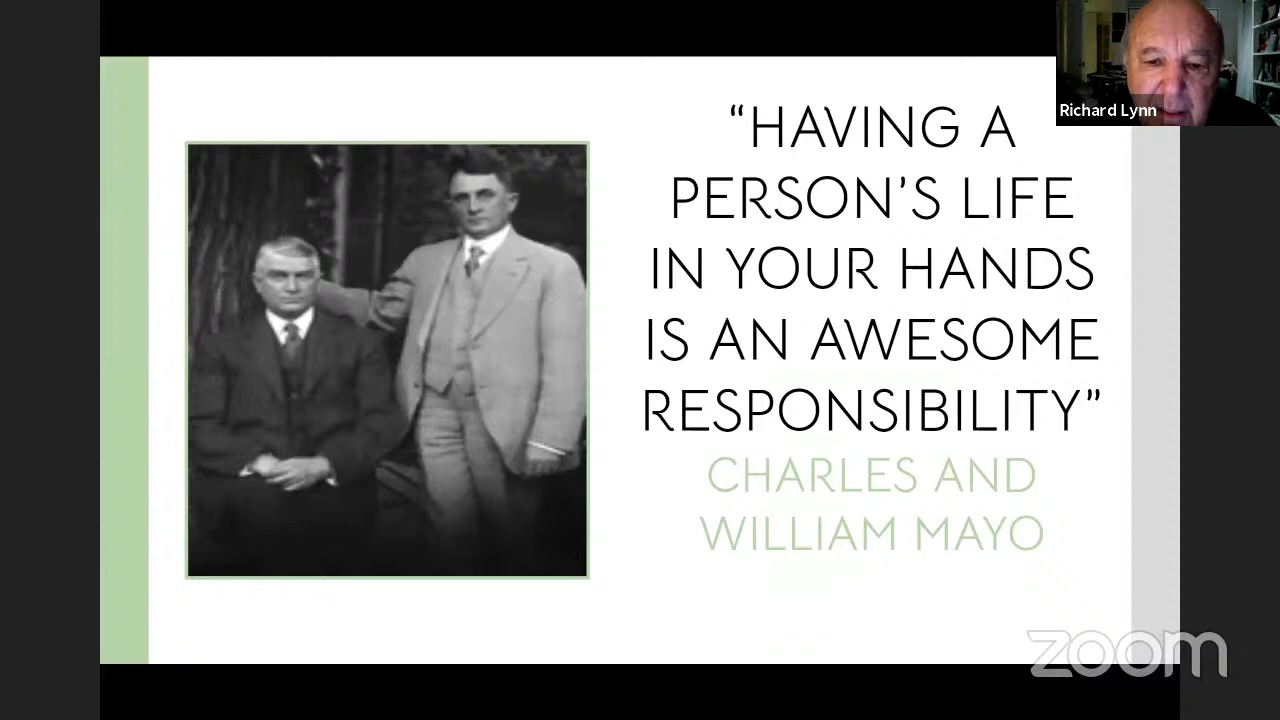 Richard Lynn
“HAVING A
PERSON’S LIFE
IN YOUR HANDS
IS AN AWESOME
RESPONSIBILITY”
CHARLES AND
WILLIAM MAYO
zoom